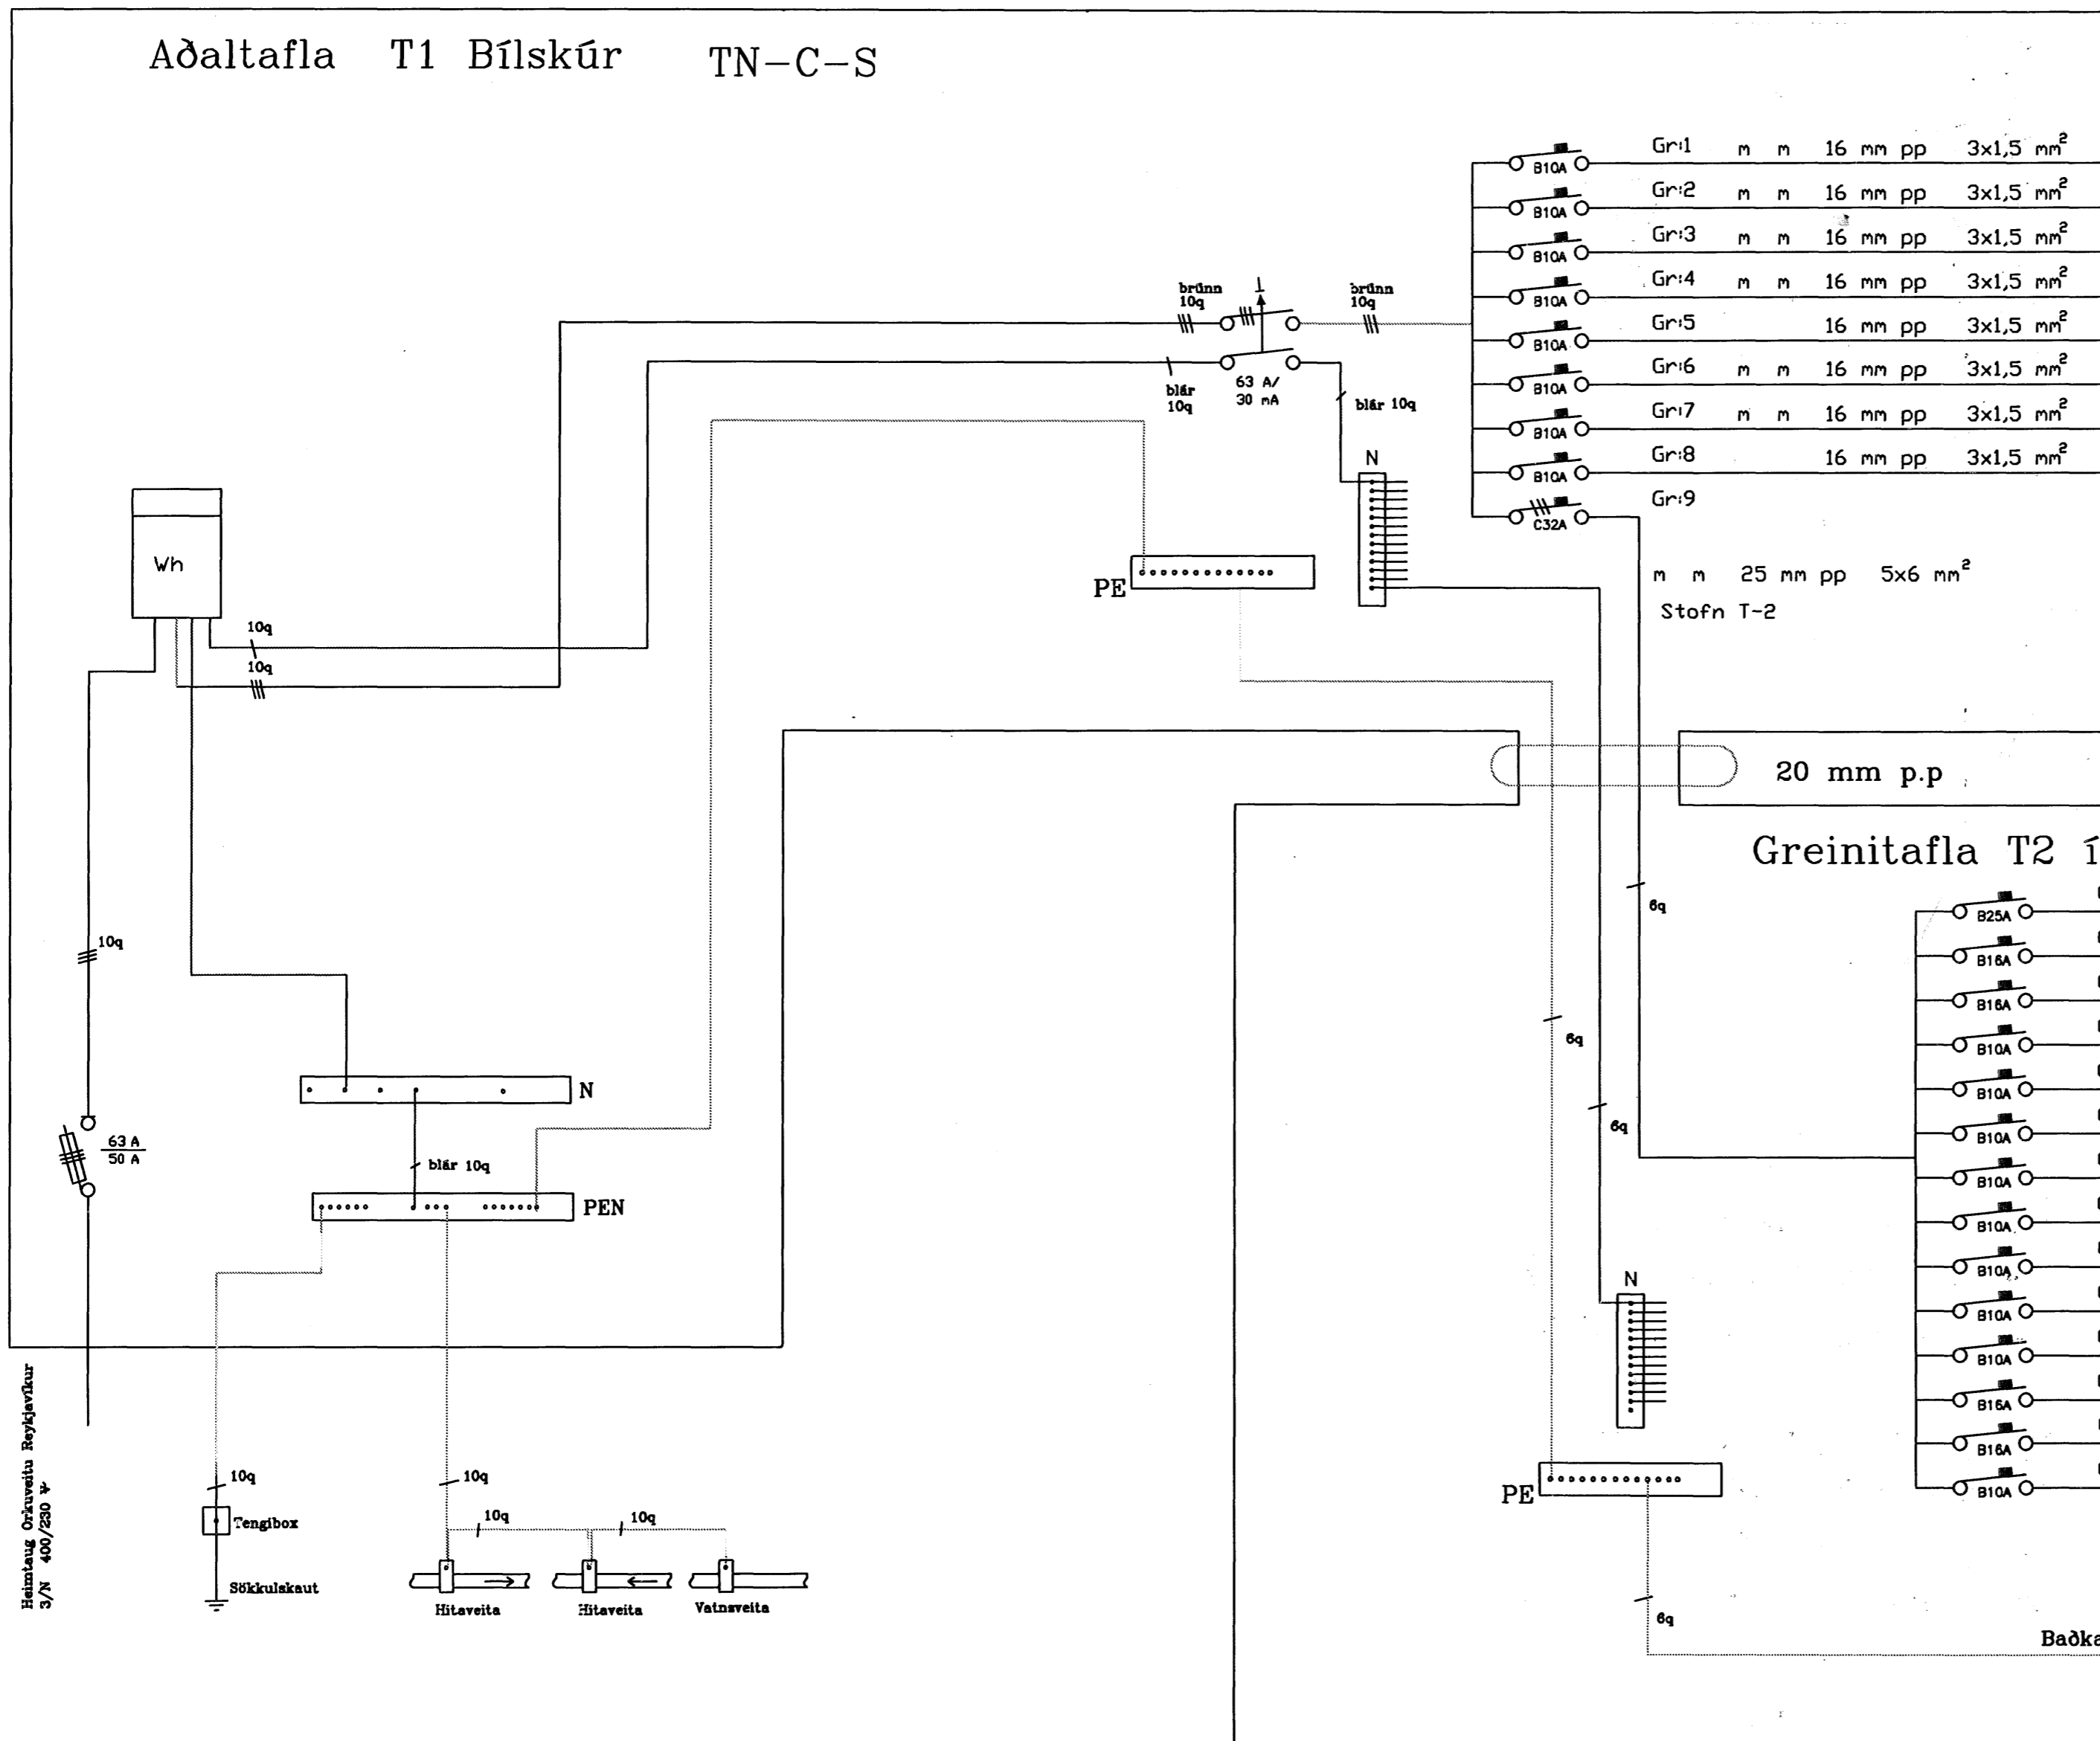 Aðaltafla T1 Bílskúr TN-C-S
Gr:1 m m 16 mm pp 3x1,5 mm²
B10A
Gr:2 m m 16 mm pp 3x1,5 mm²
B10A
Gr:3 m m 16 mm pp 3x1,5 mm²
B10A
Gr:4 m m 16 mm pp 3x1,5 mm²
B10A
Gr:5 16 mm pp 3x1,5 mm²
B10A
Gr:6 m m 16 mm pp 3x1,5 mm²
B10A
Gr:7 m m 16 mm pp 3x1,5 mm²
B10A
Gr:8 16 mm pp 3x1,5 mm²
B10A
Gr:9
C32A
m m 25 mm pp 5x6 mm²
Stofn T-2
brúnn
10q
brúnn
10q
blár
10q
63 A/
30 mA
blár 10q
N
PE
Wh
10q
10q
10q
63 A
50 A
N
blár 10q
PEN
20 mm p.p
Greinitafla T2 í
6q
6q
6q
B25A
B16A
B16A
B10A
B10A
B10A
B10A
B10A
B10A
B10A
B10A
B16A
B16A
B10A
N
PE
6q
Heimtaug Orkuveitu Reykjavíkur
3/N 400/230 V
10q
Tengibox
Sökkulskaut
10q
10q
10q
Hitaveita
Hitaveita
Vatnsveita